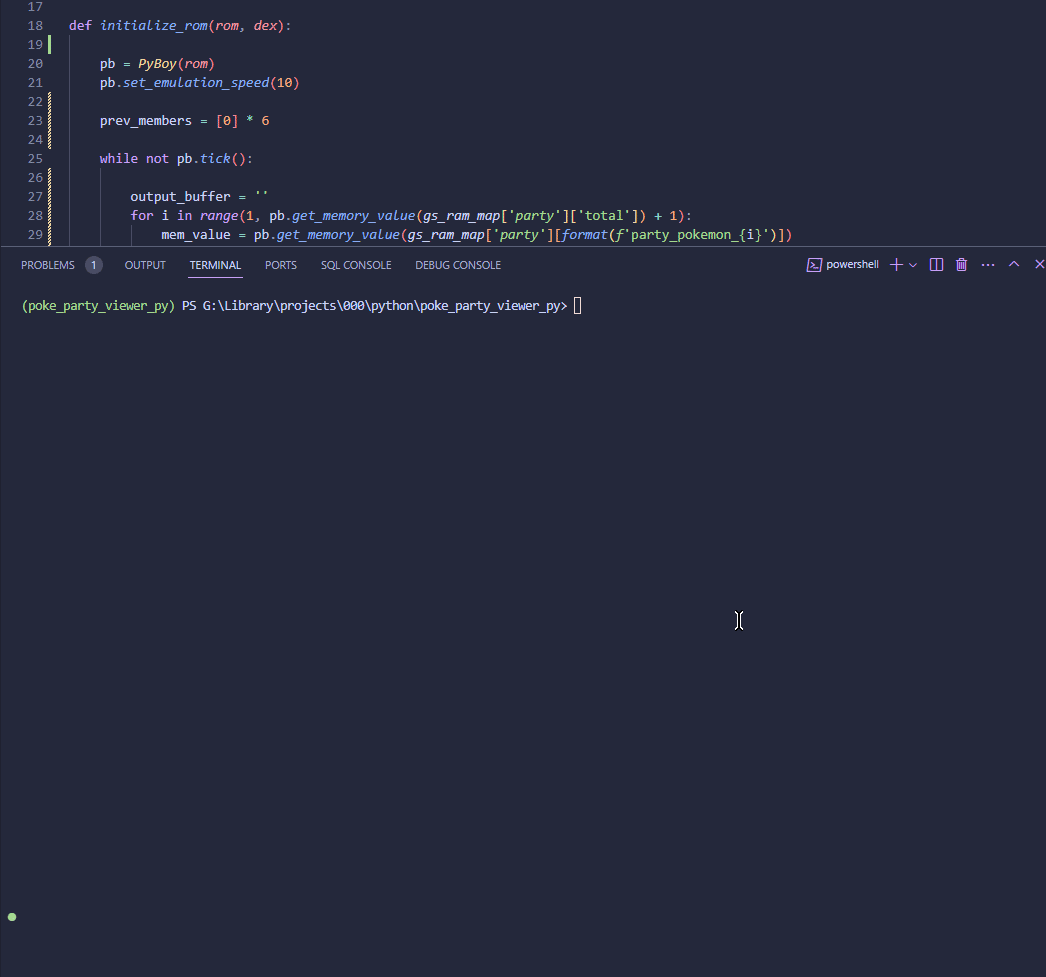 17
18 def initialize_rom(rom, dex):
19
20 pb = PyBoy(rom)
21 pb.set_emulation_speed(10)
22
23 prev_members = [0] * 6
24
25 while not pb.tick():
26
27 output_buffer = ''
28 for i in range(1, pb.get_memory_value(gs_ram_map['party']['total']) + 1):
29 mem_value = pb.get_memory_value(gs_ram_map['party'][format(f'party_pokemon_{i}')])
PROBLEMS 1 OUTPUT TERMINAL PORTS SQL CONSOLE DEBUG CONSOLE powershell
(poke_party_viewer_py) PS G:\Library\projects\000\python\poke_party_viewer_py>